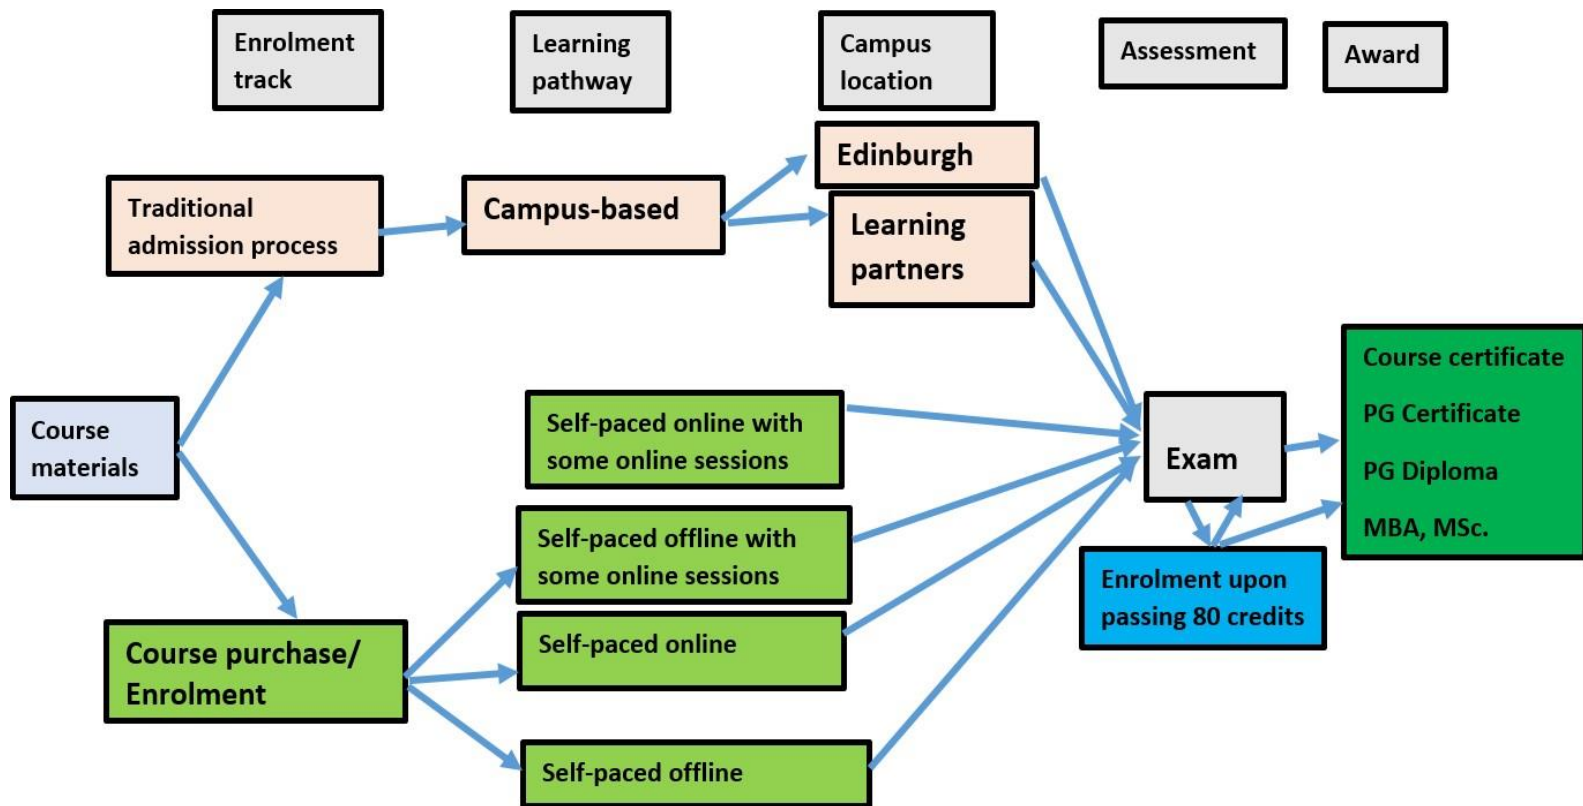 Enrolment
track
Learning
pathway
Campus
location
Assessment
Award
Edinburgh
Traditional
admission process
Campus-based
Learning
partners
Course
materials
Self-paced online with
some online sessions
Self-paced offline with
some online sessions
Course purchase/
Enrolment
Self-paced online
Self-paced offline
Exam
Enrolment upon
passing 80 credits
Course certificate
PG Certificate
PG Diploma
MBA, MSc.